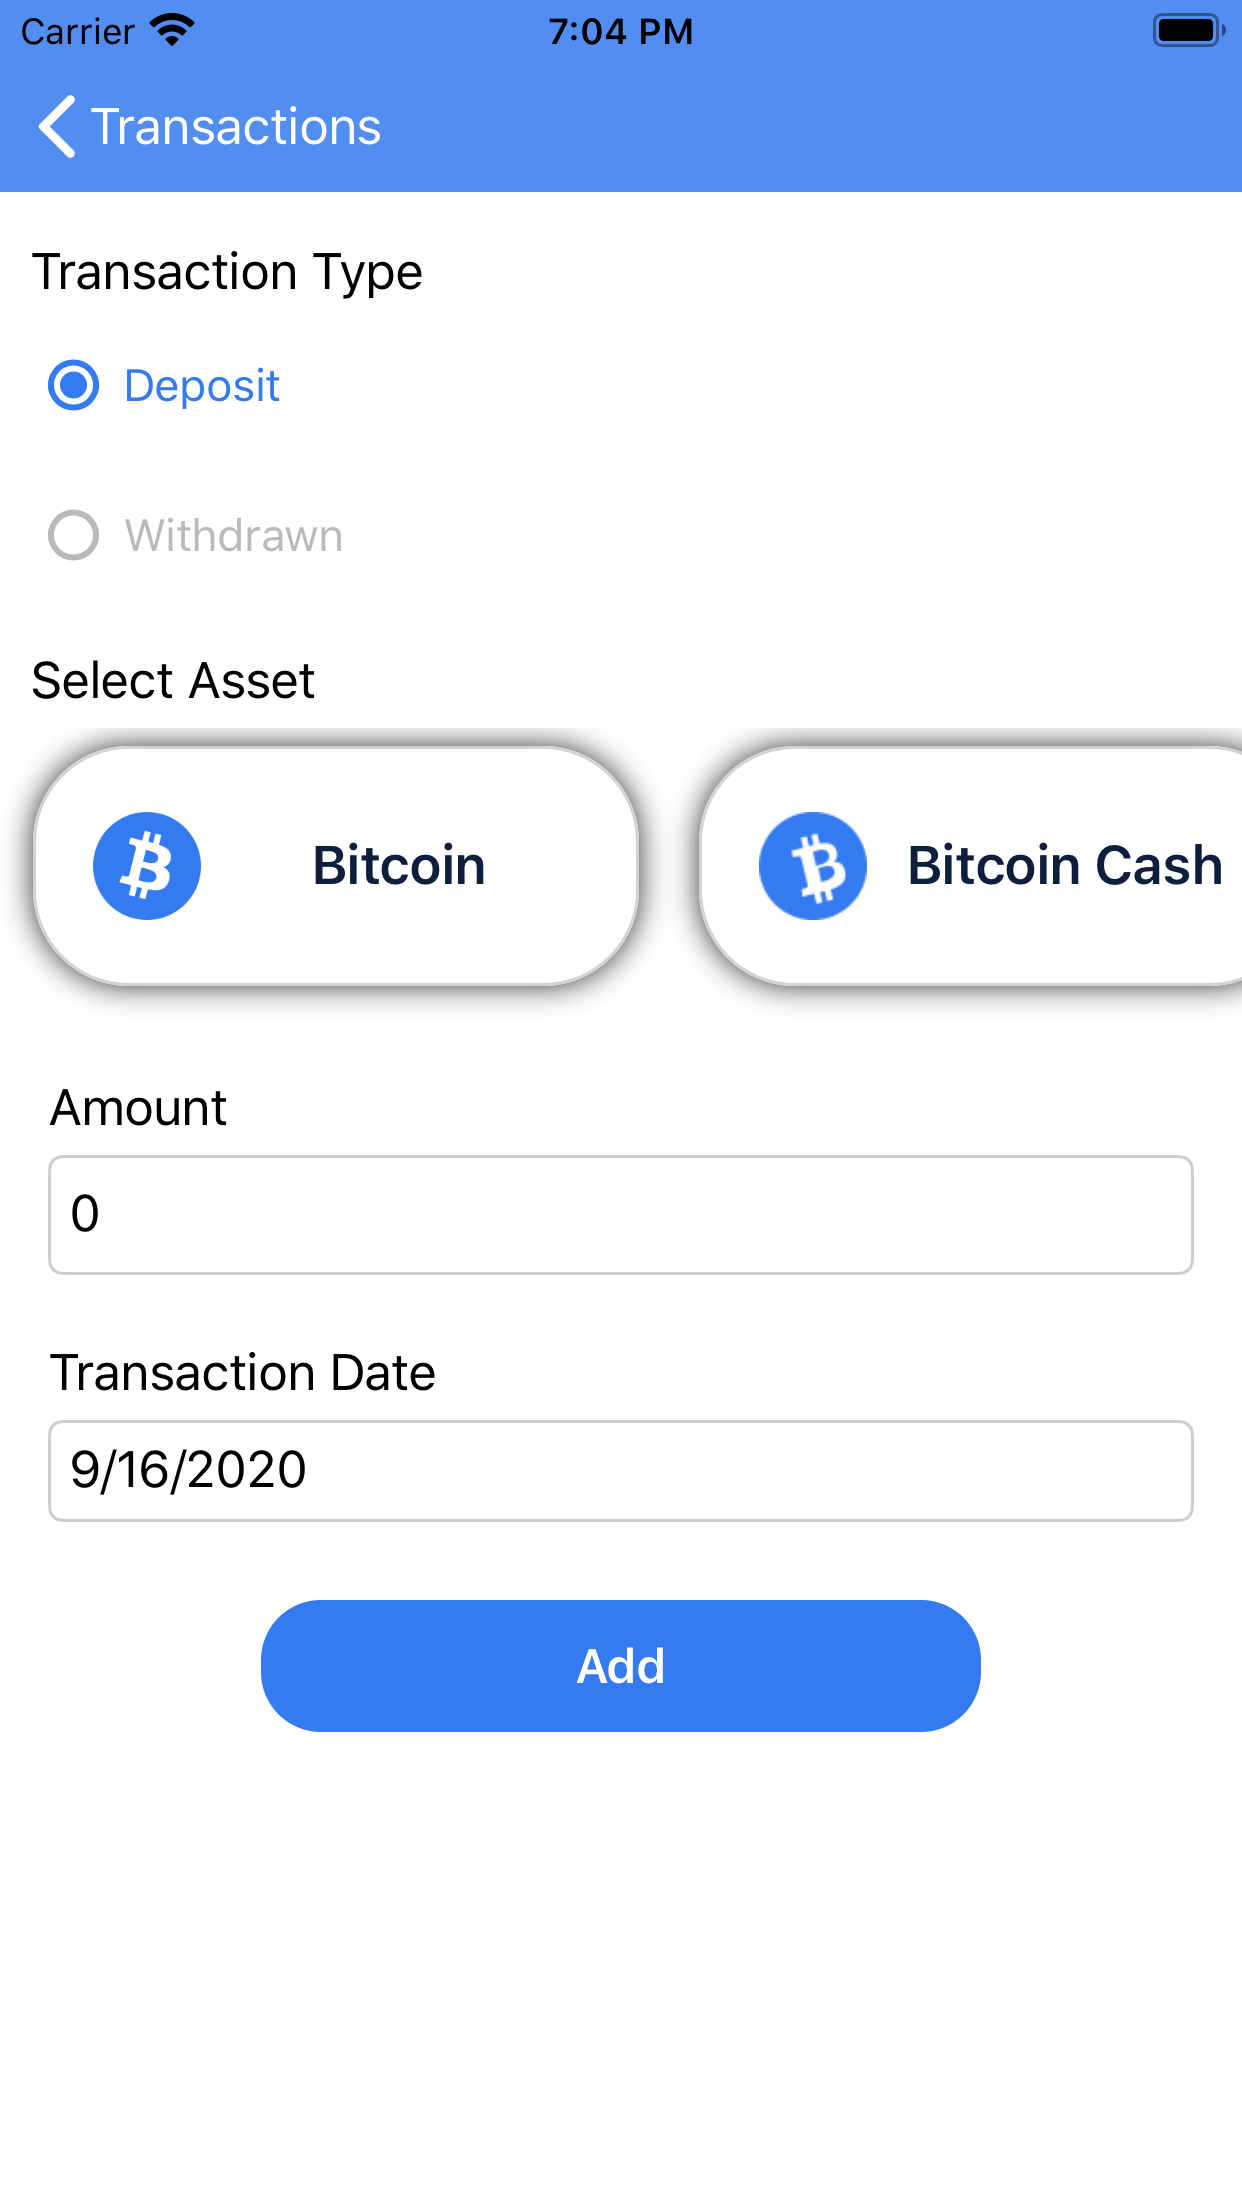 Carrier 7:04 PM
Transactions
Transaction Type
Deposit
Withdrawn
Select Asset
Bitcoin Bitcoin Cash
Amount
0
Transaction Date
9/16/2020
Add